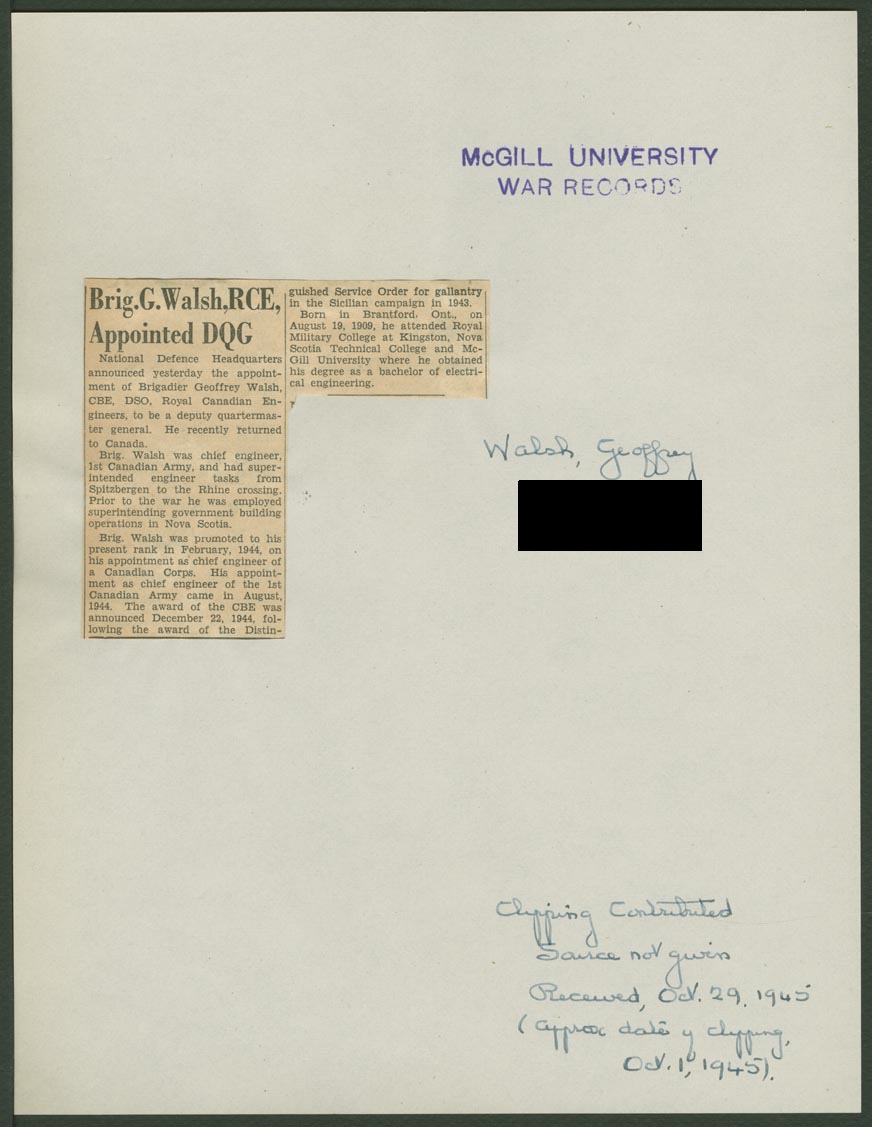 McGILL UNIVERSITY
WAR RECORDS
Brig.G.Walsh,RCE,
Appointed DQG
National Defence Headquarters
announced yesterday the appoint-
ment of Brigadier Geoffrey Walsh,
CBE, DSO, Royal Canadian En-
gineers, to be a deputy quartermas-
ter general. He recently returned
to Canada.
Brig. Walsh was chief engineer,
1st Canadian Army, and had super-
intended engineer tasks from
Spitzbergen to the Rhine crossing.
Prior to the war he was employed
superintending government building
operations in Nova Scotia.
Brig. Walsh was promoted to his
present rank in February, 1944, on
his appointment as chief engineer of
a Canadian Corps. His appoint-
ment as chief engineer of the 1st
Canadian Army came in August,
1944. The award of the CBE was
announced December 22, 1944, fol-
lowing the award of the Distin-
guished Service Order for gallantry
in the Sicilian campaign in 1943.
Born in Brantford, Ont., on
August 19, 1909, he attended Royal
Military College at Kingston, Nova
Scotia Technical College and Mc-
Gill University where he obtained
his degree as a bachelor of electri-
cal engineering.
Walsh, Geoffrey
Clipping Contributed
Source not given
Received, Oct. 29, 1945
(approx date of clipping,
Oct. 1, 1945).